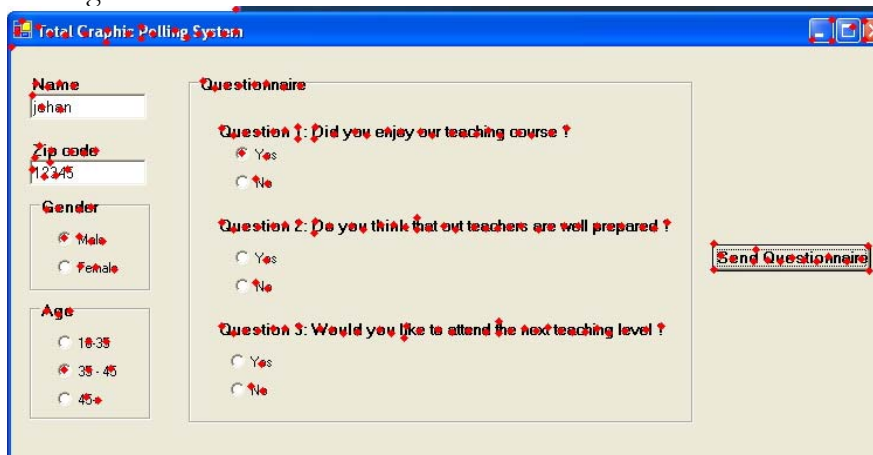 Total Graphic Polling System
Name
johan
Zip code
12345
Gender
Male
Female
Age
18-35
35 - 45
45+
Questionnaire
Question 1: Did you enjoy our teaching course ?
Yes
No
Question 2: Do you think that out teachers are well prepared ?
Yes
No
Question 3: Would you like to attend the next teaching level ?
Yes
No
Send Questionnaire